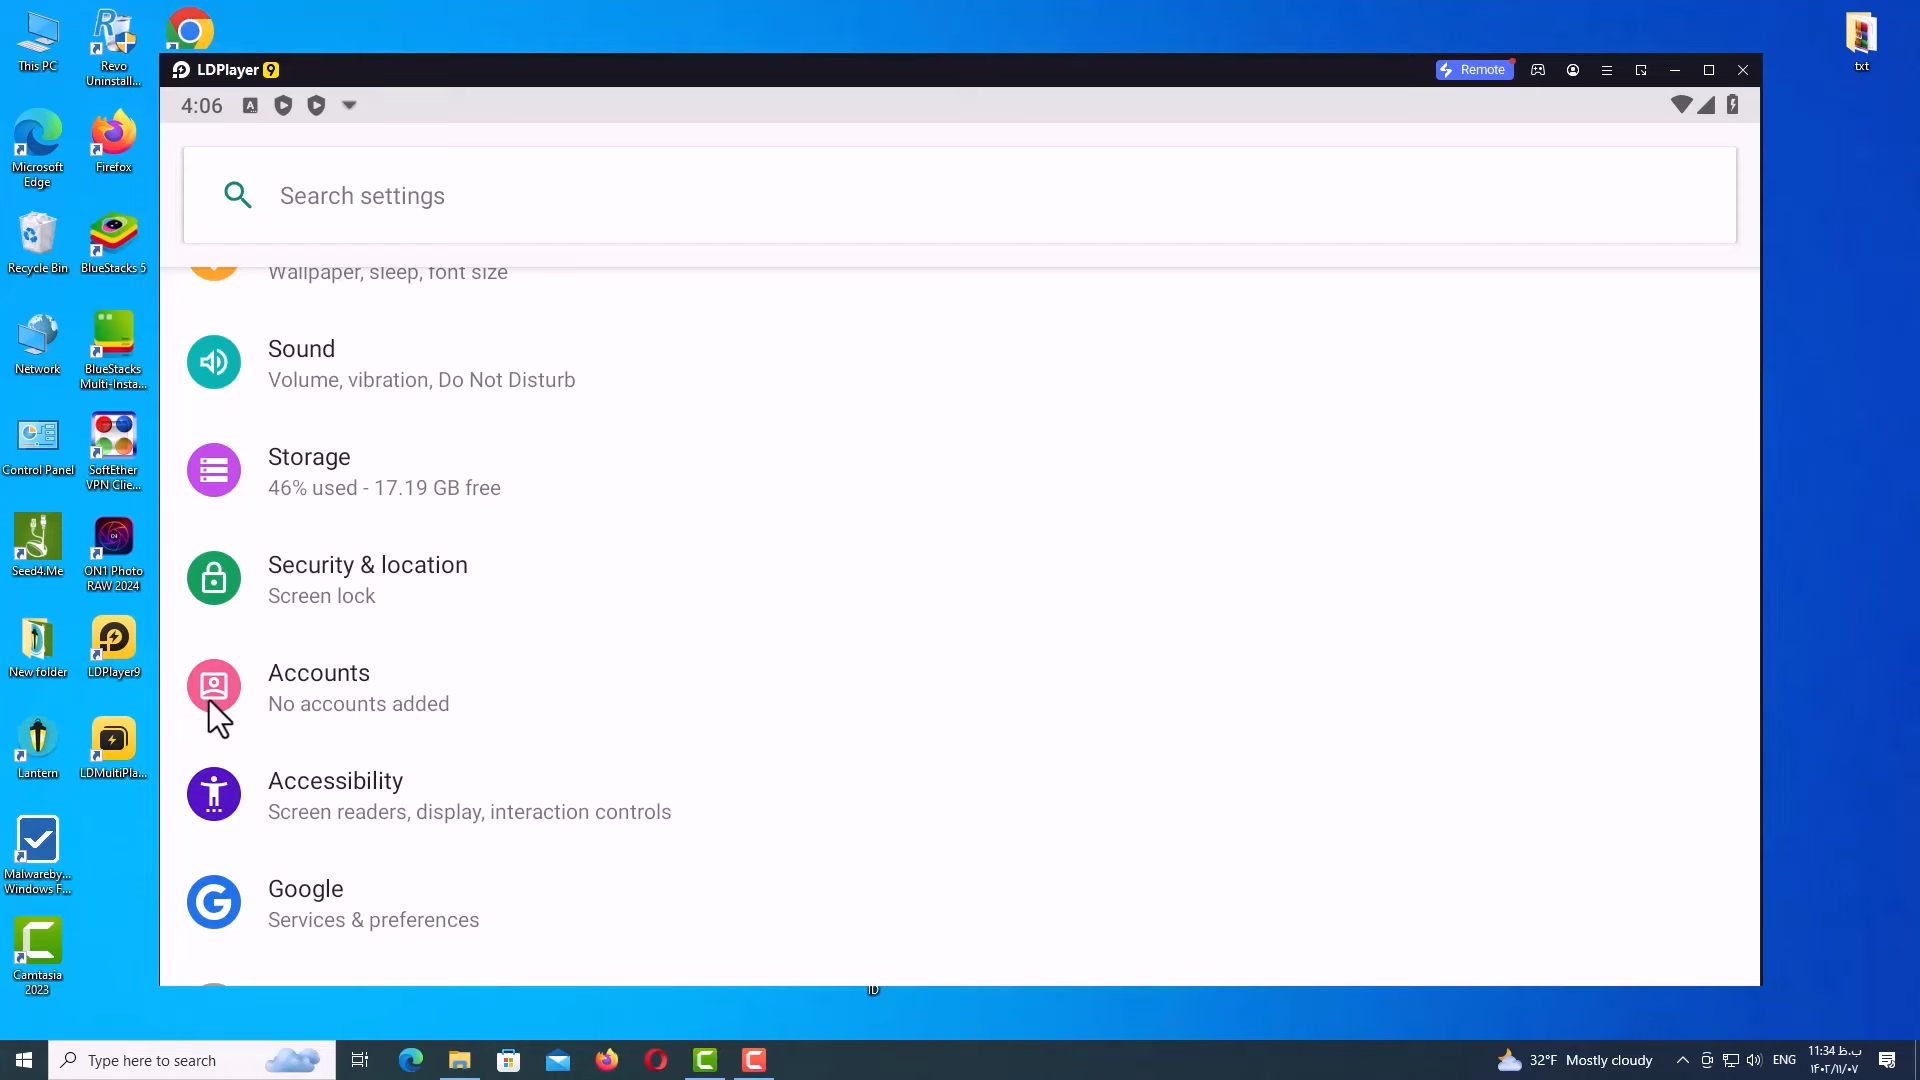 This PC
Revo
Uninstall...
txt
LDPlayer 9
Remote
4:06
Search settings
Microsoft
Edge
Firefox
Wallpaper, sleep, font size
Recycle Bin
BlueStacks 5
Sound
Volume, vibration, Do Not Disturb
Network
BlueStacks
Multi-Insta...
Storage
46% used - 17.19 GB free
Control Panel
SoftEther
VPN Clie...
Security & location
Screen lock
Seed4.Me
ON1 Photo
RAW 2024
Accounts
No accounts added
New folder
LDPlayer9
Accessibility
Screen readers, display, interaction controls
Lantern
LDMultiPla...
Google
Services & preferences
Malwareby...
Windows F...
Camtasia
2023
ID
Type here to search
32°F Mostly cloudy
ENG
11:34 ب.ظ
۱۴۰۲/۱۱/۰۷